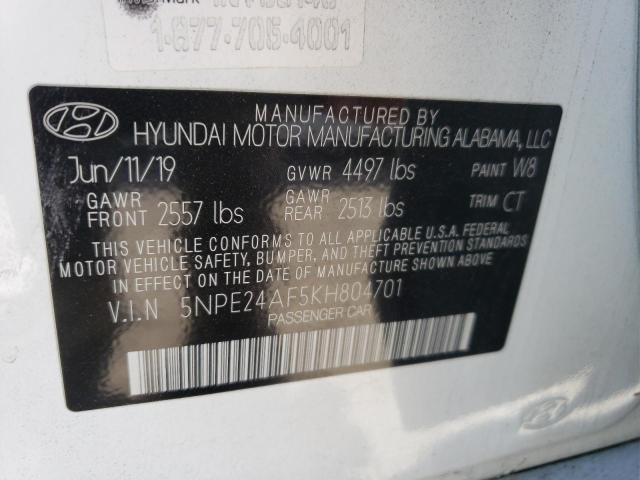 1-877-705-4001
MANUFACTURED BY
HYUNDAI MOTOR MANUFACTURING ALABAMA, LLC
Jun/11/19 GVWR 4497 lbs PAINT W8
GAWR FRONT 2557 lbs GAWR REAR 2513 lbs TRIM CT
THIS VEHICLE CONFORMS TO ALL APPLICABLE U.S.A. FEDERAL
MOTOR VEHICLE SAFETY, BUMPER, AND THEFT PREVENTION STANDARDS
IN EFFECT ON THE DATE OF MANUFACTURE SHOWN ABOVE.
V.I.N 5NPE24AF5KH804701
PASSENGER CAR